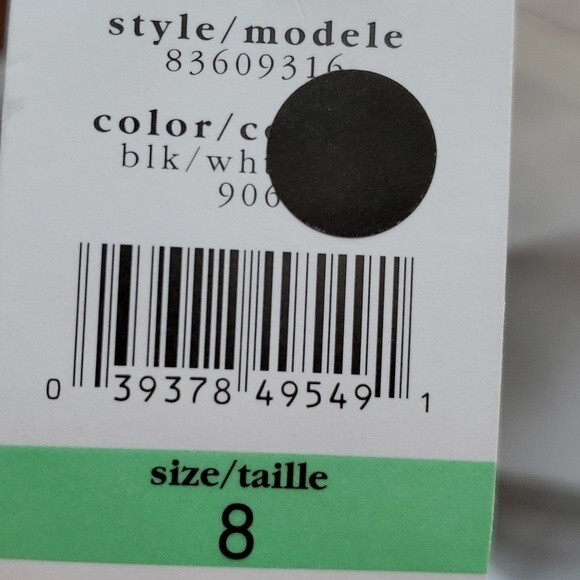 style/modele
83609316
color/c
blk/wh
906
0 39378 49549 1
size/taille
8